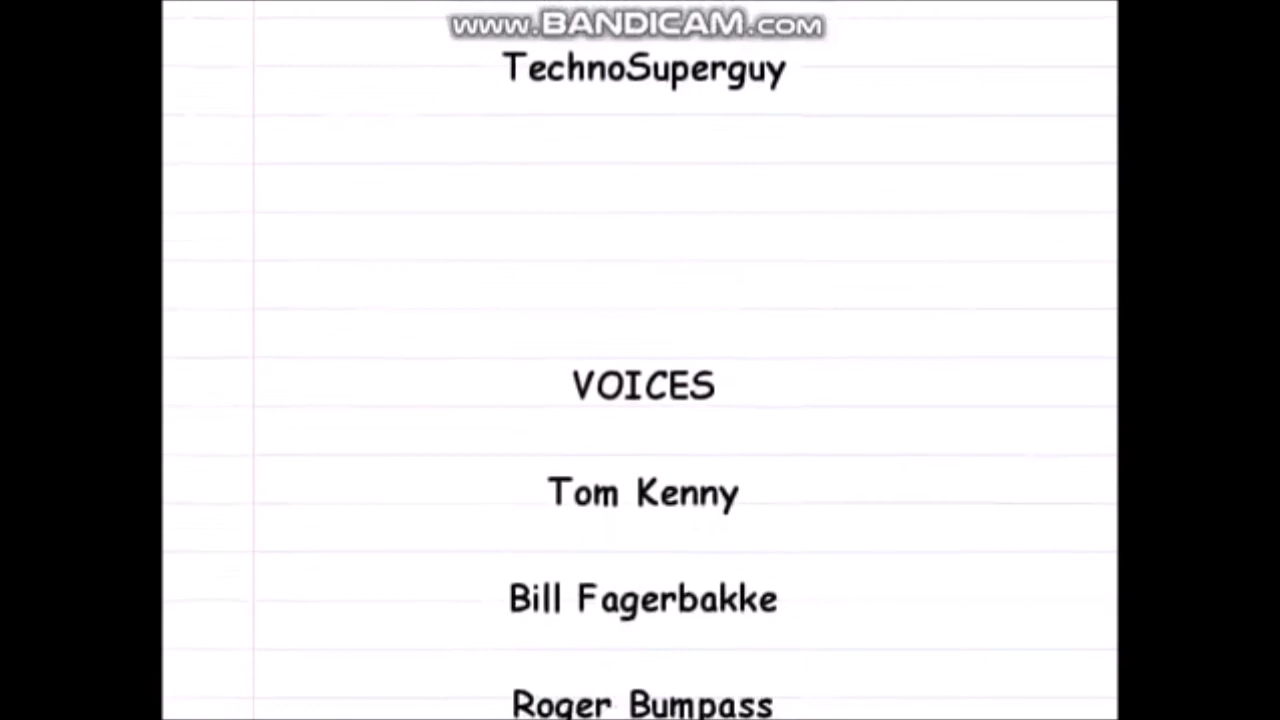 www.BANDICAM.com
TechnoSuperguy
VOICES
Tom Kenny
Bill Fagerbakke
Roger Bumpass